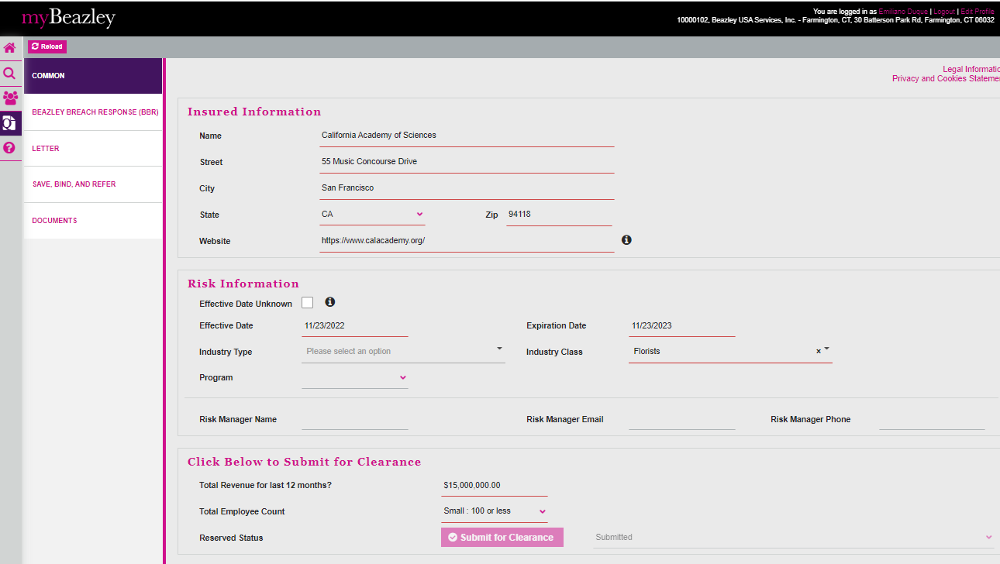 myBeazley
You are logged in as Emiliano Duque | Logout | Edit Profile
10000102, Beazley USA Services, Inc. - Farmington, CT, 30 Batterson Park Rd, Farmington, CT 06032
Reload
COMMON
BEAZLEY BREACH RESPONSE (BBR)
LETTER
SAVE, BIND, AND REFER
DOCUMENTS
Legal Informatio
Privacy and Cookies Stateme
Insured Information
Name California Academy of Sciences
Street 55 Music Concourse Drive
City San Francisco
State CA Zip 94118
Website https://www.calacademy.org/
Risk Information
Effective Date Unknown
Effective Date 11/23/2022 Expiration Date 11/23/2023
Industry Type Please select an option Industry Class Florists ×
Program
Risk Manager Name Risk Manager Email Risk Manager Phone
Click Below to Submit for Clearance
Total Revenue for last 12 months? $15,000,000.00
Total Employee Count Small : 100 or less
Reserved Status Submit for Clearance Submitted